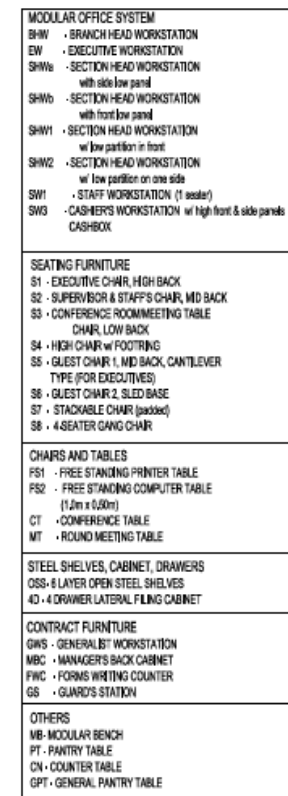 MODULAR OFFICE SYSTEM
BHW - BRANCH HEAD WORKSTATION
EW - EXECUTIVE WORKSTATION
SHWa - SECTION HEAD WORKSTATION
with side low panel
SHWb - SECTION HEAD WORKSTATION
with front low panel
SHW1 - SECTION HEAD WORKSTATION
w/ low partition in front
SHW2 - SECTION HEAD WORKSTATION
w/ low partition on one side
SW1 - STAFF WORKSTATION (1 seater)
SW3 - CASHIER'S WORKSTATION w/ high front & side panels
CASHBOX
SEATING FURNITURE
S1 - EXECUTIVE CHAIR, HIGH BACK
S2 - SUPERVISOR & STAFF'S CHAIR, MID BACK
S3 - CONFERENCE ROOM/MEETING TABLE
CHAIR, LOW BACK
S4 - HIGH CHAIR w/ FOOTRING
S5 - GUEST CHAIR 1, MID BACK, CANTILEVER
TYPE (FOR EXECUTIVES)
S6 - GUEST CHAIR 2, SLED BASE
S7 - STACKABLE CHAIR (padded)
S8 - 4-SEATER GANG CHAIR
CHAIRS AND TABLES
FS1 - FREE STANDING PRINTER TABLE
FS2 - FREE STANDING COMPUTER TABLE
(1.0m x 0.50m)
CT - CONFERENCE TABLE
MT - ROUND MEETING TABLE
STEEL SHELVES, CABINET, DRAWERS
OSS- 6 LAYER OPEN STEEL SHELVES
4D - 4 DRAWER LATERAL FILING CABINET
CONTRACT FURNITURE
GWS - GENERALIST WORKSTATION
MBC - MANAGER'S BACK CABINET
FWC - FORMS WRITING COUNTER
GS - GUARD'S STATION
OTHERS
MB- MODULAR BENCH
PT - PANTRY TABLE
CN - COUNTER TABLE
GPT - GENERAL PANTRY TABLE